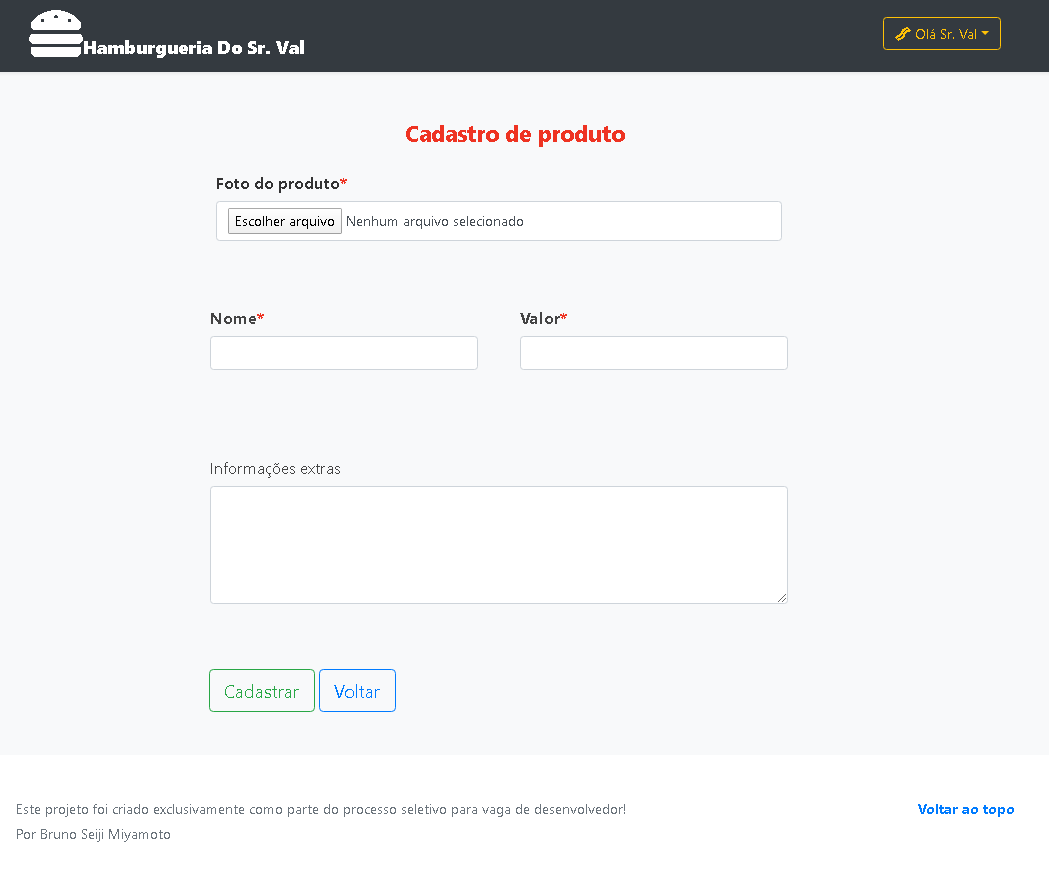 Hamburgueria Do Sr. Val
Olá Sr. Val
Cadastro de produto
Foto do produto*
Escolher arquivo Nenhum arquivo selecionado
Nome* Valor*
Informações extras
Cadastrar Voltar
Este projeto foi criado exclusivamente como parte do processo seletivo para vaga de desenvolvedor! Voltar ao topo
Por Bruno Seiji Miyamoto